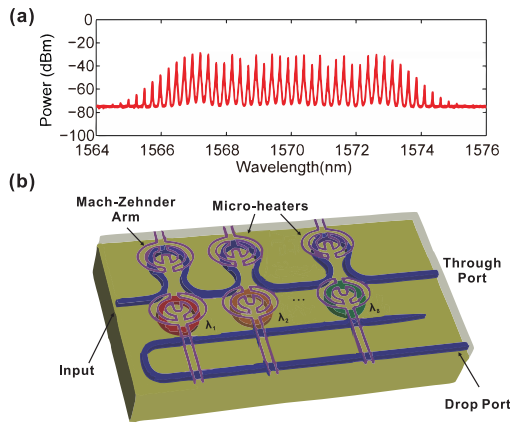 (a)
0
−20
−40
−60
−80
−100
Power (dBm)
1564 1566 1568 1570 1572 1574 1576
Wavelength(nm)
(b)
Mach-Zehnder
Arm
Micro-heaters
Through
Port
...
λ1
λ2
λ8
Input
Drop Port